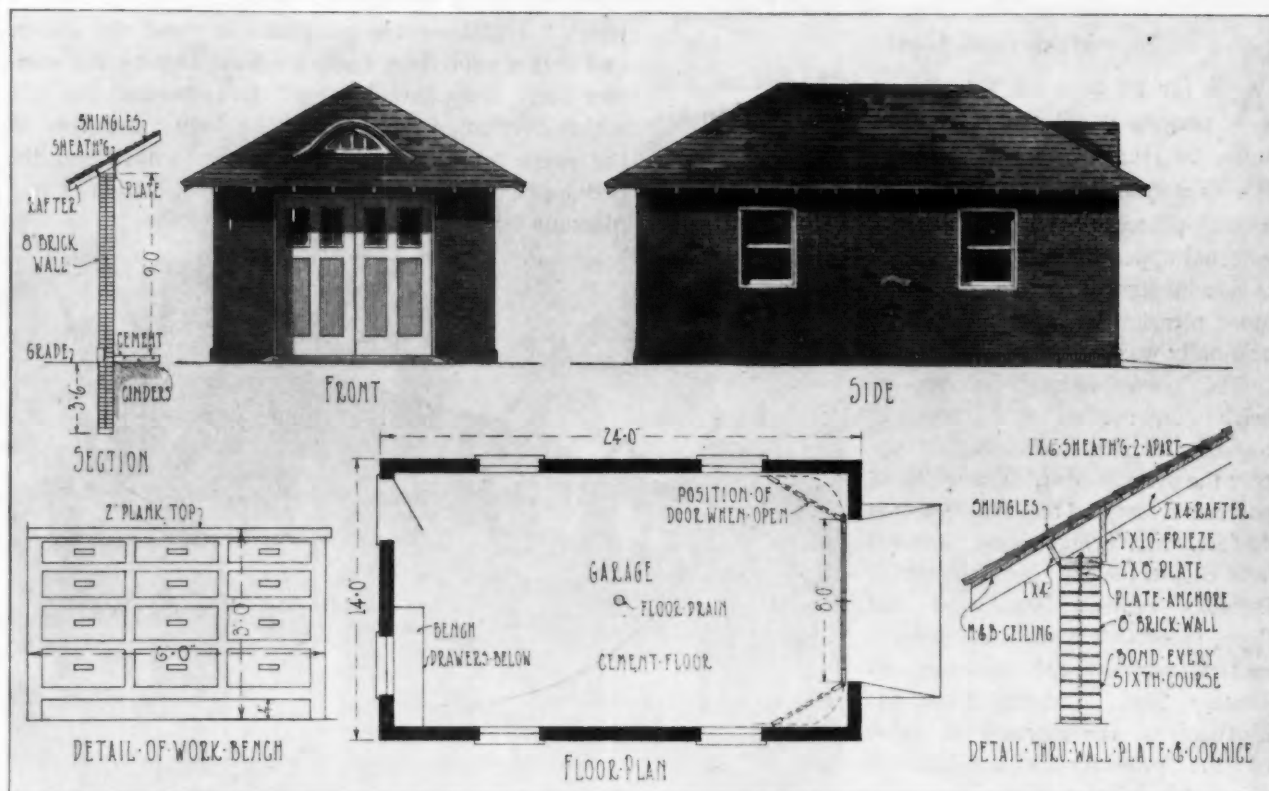 SHINGLES
SHEATH'G
PLATE
RAFTER
8" BRICK
WALL
9-0
CEMENT
GRADE
CINDERS
3-6
SECTION
FRONT
SIDE
2" PLANK TOP
3'-0"
6'-0"
DETAIL·OF·WORK·BENCH
24-0"
14-0"
POSITION·OF
DOOR WHEN·OPEN
GARAGE
FLOOR·DRAIN
8-0"
BENCH
DRAWERS·BELOW
CEMENT·FLOOR
FLOOR·PLAN
1X6·SHEATH'G·2·APART
SHINGLES
2X4·RAFTER
1X10·FRIEZE
2X8·PLATE
1X4
PLATE·ANCHORE
8" BRICK·WALL
M&B·CEILING
BOND·EVERY
SIXTH·COURSE
DETAIL·THRU·WALL·PLATE·&·CORNICE